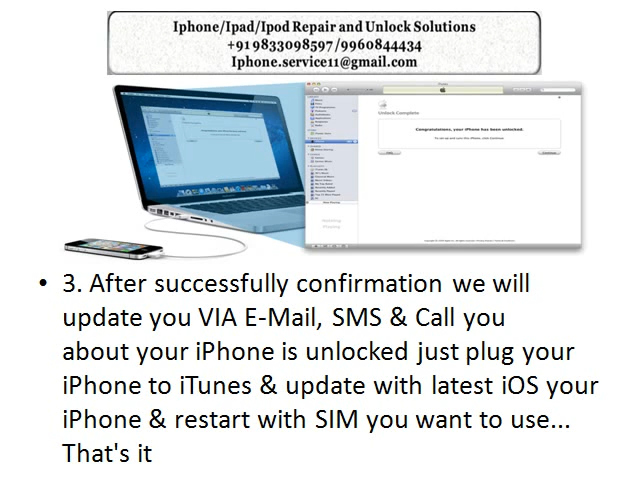 Iphone/Ipad/Ipod Repair and Unlock Solutions
+919833098597/9960844434
Iphone.service11@gmail.com
Unlock Complete
Congratulations, your iPhone has been unlocked.
• 3. After successfully confirmation we will
update you VIA E-Mail, SMS & Call you
about your iPhone is unlocked just plug your
iPhone to iTunes & update with latest iOS your
iPhone & restart with SIM you want to use...
That's it